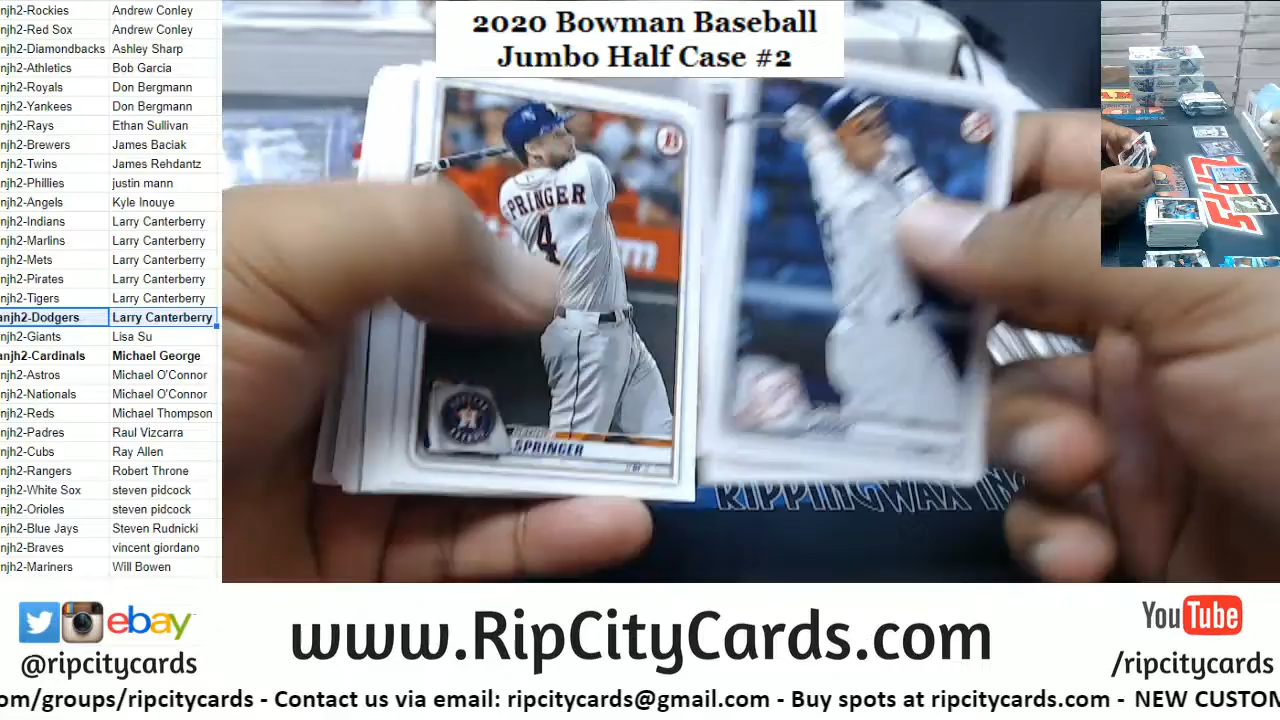 2020 Bowman Baseball
Jumbo Half Case #2
njh2-Rockies Andrew Conley
njh2-Red Sox Andrew Conley
njh2-Diamondbacks Ashley Sharp
njh2-Athletics Bob Garcia
njh2-Royals Don Bergmann
njh2-Yankees Don Bergmann
njh2-Rays Ethan Sullivan
njh2-Brewers James Baciak
njh2-Twins James Rehdantz
njh2-Phillies justin mann
njh2-Angels Kyle Inouye
njh2-Indians Larry Canterberry
njh2-Marlins Larry Canterberry
njh2-Mets Larry Canterberry
njh2-Pirates Larry Canterberry
njh2-Tigers Larry Canterberry
anjh2-Dodgers Larry Canterberry
njh2-Giants Lisa Su
anjh2-Cardinals Michael George
njh2-Astros Michael O'Connor
njh2-Nationals Michael O'Connor
njh2-Reds Michael Thompson
njh2-Padres Raul Vizcarra
njh2-Cubs Ray Allen
njh2-Rangers Robert Throne
njh2-White Sox steven pidcock
njh2-Orioles steven pidcock
njh2-Blue Jays Steven Rudnicki
njh2-Braves vincent giordano
njh2-Mariners Will Bowen
SPRINGER
4
SPRINGER
RIPPINGWAX IN
ebay
@ripcitycards
www.RipCityCards.com
YouTube
/ripcitycards
om/groups/ripcitycards - Contact us via email: ripcitycards@gmail.com - Buy spots at ripcitycards.com - NEW CUSTOM